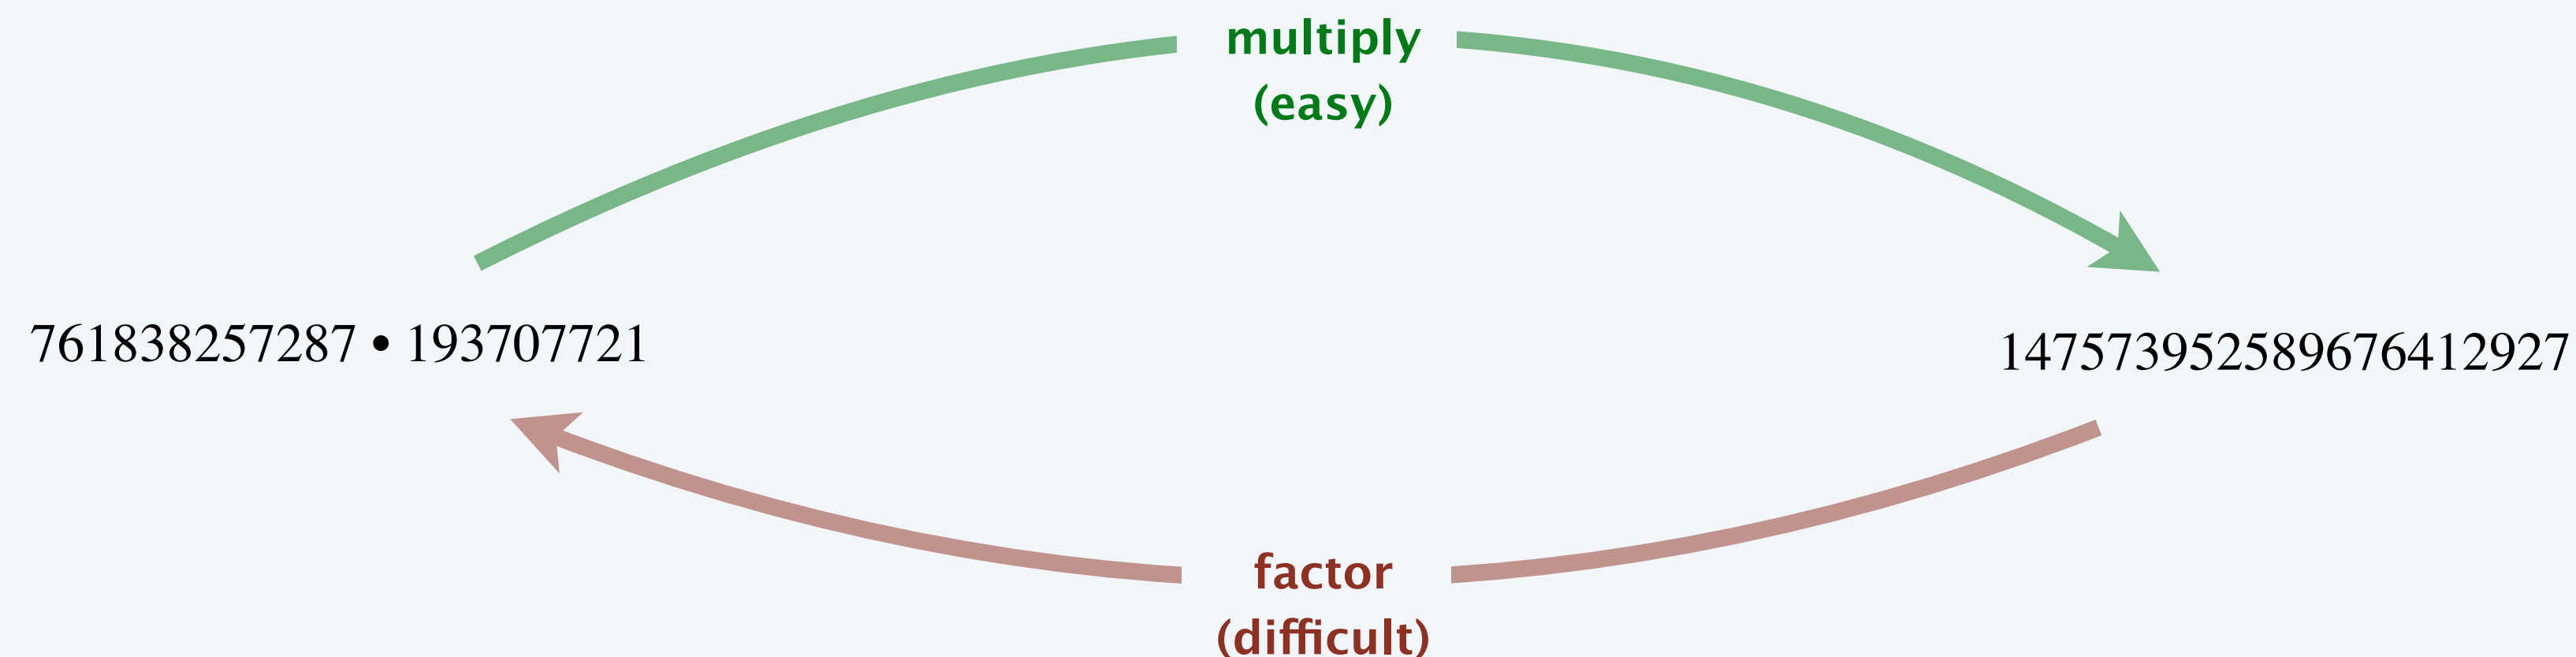 multiply
(easy)
761838257287 • 193707721
147573952589676412927
factor
(difficult)